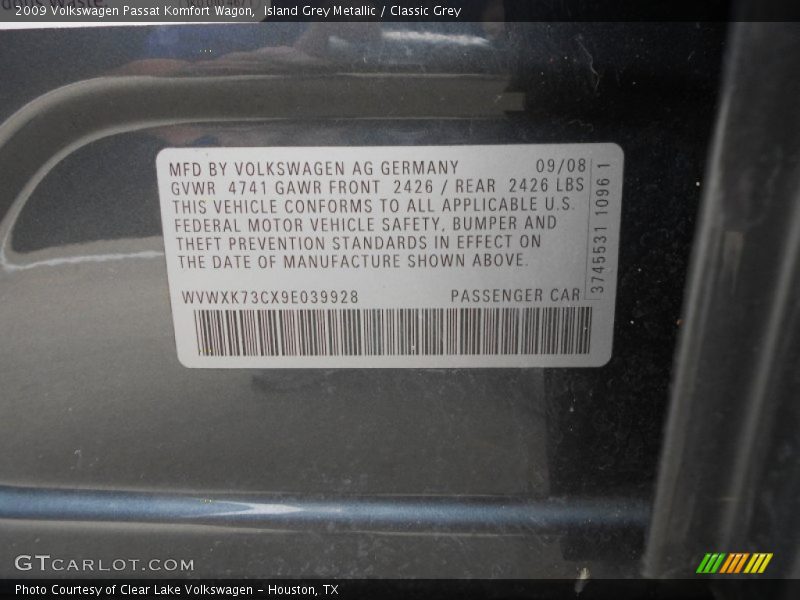 2009 Volkswagen Passat Komfort Wagon, Island Grey Metallic / Classic Grey
MFD BY VOLKSWAGEN AG GERMANY 09/08
GVWR 4741 GAWR FRONT 2426 / REAR 2426 LBS
THIS VEHICLE CONFORMS TO ALL APPLICABLE U.S.
FEDERAL MOTOR VEHICLE SAFETY, BUMPER AND
THEFT PREVENTION STANDARDS IN EFFECT ON
THE DATE OF MANUFACTURE SHOWN ABOVE.
WVWXK73CX9E039928 PASSENGER CAR
3745531 10961
GTCARLOT.COM
Photo Courtesy of Clear Lake Volkswagen - Houston, TX